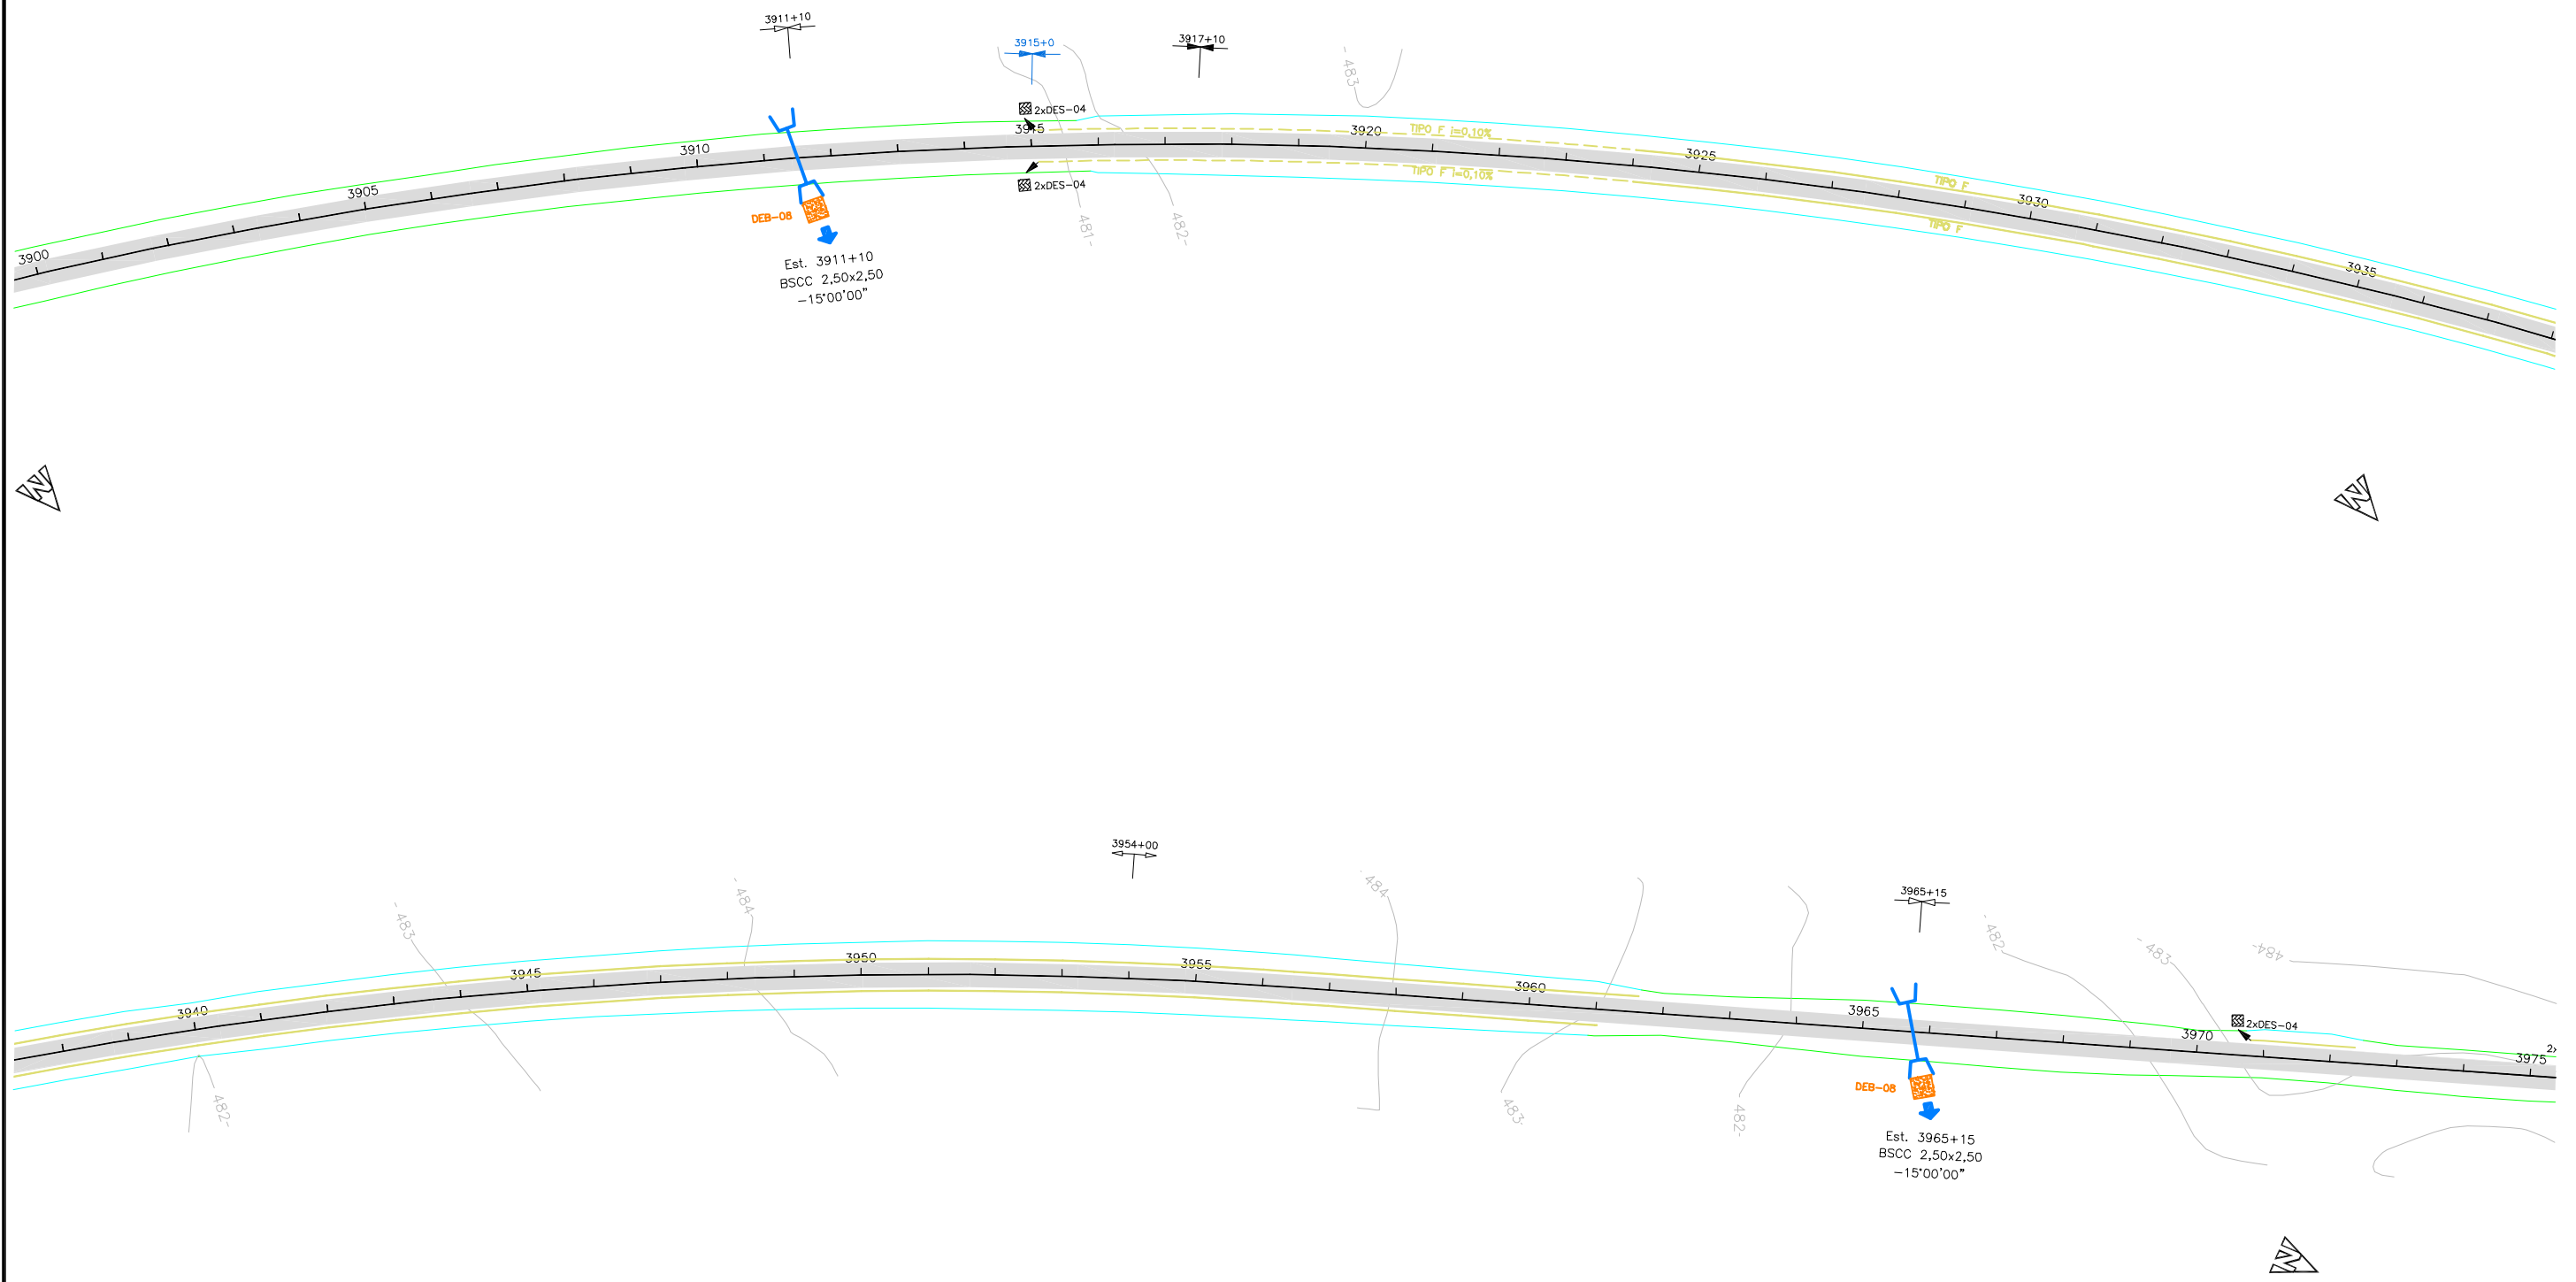 3911+10
3915+0
3917+10
- 483
2xDES-04
3915
3920
TIPO F i=0,10%
3910
3925
3905
2xDES-04
TIPO F i=0,10%
TIPO F
3930
DEB-08
481-
482-
TIPO F
3900
Est. 3911+10
BSCC 2,50x2,50
-15°00'00"
3935
N
N
3954+00
- 484
- 484
3965+15
- 483
- 482
- 483
484-
3950
3955
3945
3960
3940
3965
2xDES-04
3970
2x
3975
DEB-08
482-
483-
482-
Est. 3965+15
BSCC 2,50x2,50
-15°00'00"
N